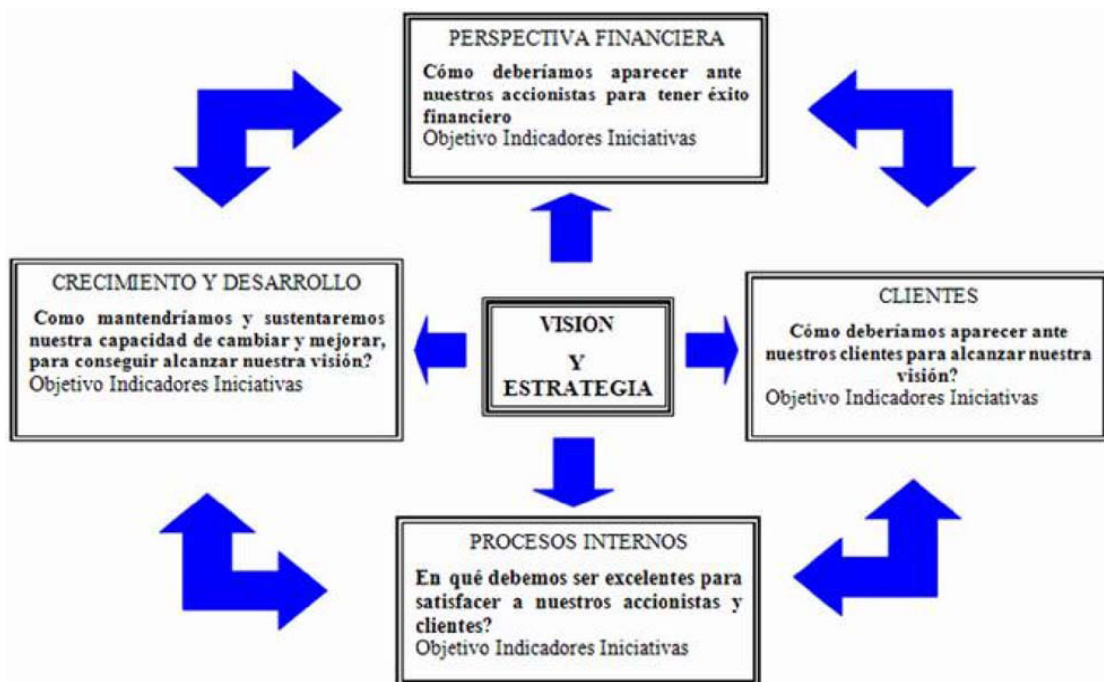 PERSPECTIVA FINANCIERA
Cómo deberíamos aparecer ante
nuestros accionistas para tener éxito
financiero
Objetivo Indicadores Iniciativas
CRECIMIENTO Y DESARROLLO
Como mantendríamos y sustentaremos
nuestra capacidad de cambiar y mejorar,
para conseguir alcanzar nuestra visión?
Objetivo Indicadores Iniciativas
VISIÓN
Y
ESTRATEGIA
CLIENTES
Cómo deberíamos aparecer ante
nuestros clientes para alcanzar nuestra
visión?
Objetivo Indicadores Iniciativas
PROCESOS INTERNOS
En qué debemos ser excelentes para
satisfacer a nuestros accionistas y
clientes?
Objetivo Indicadores Iniciativas